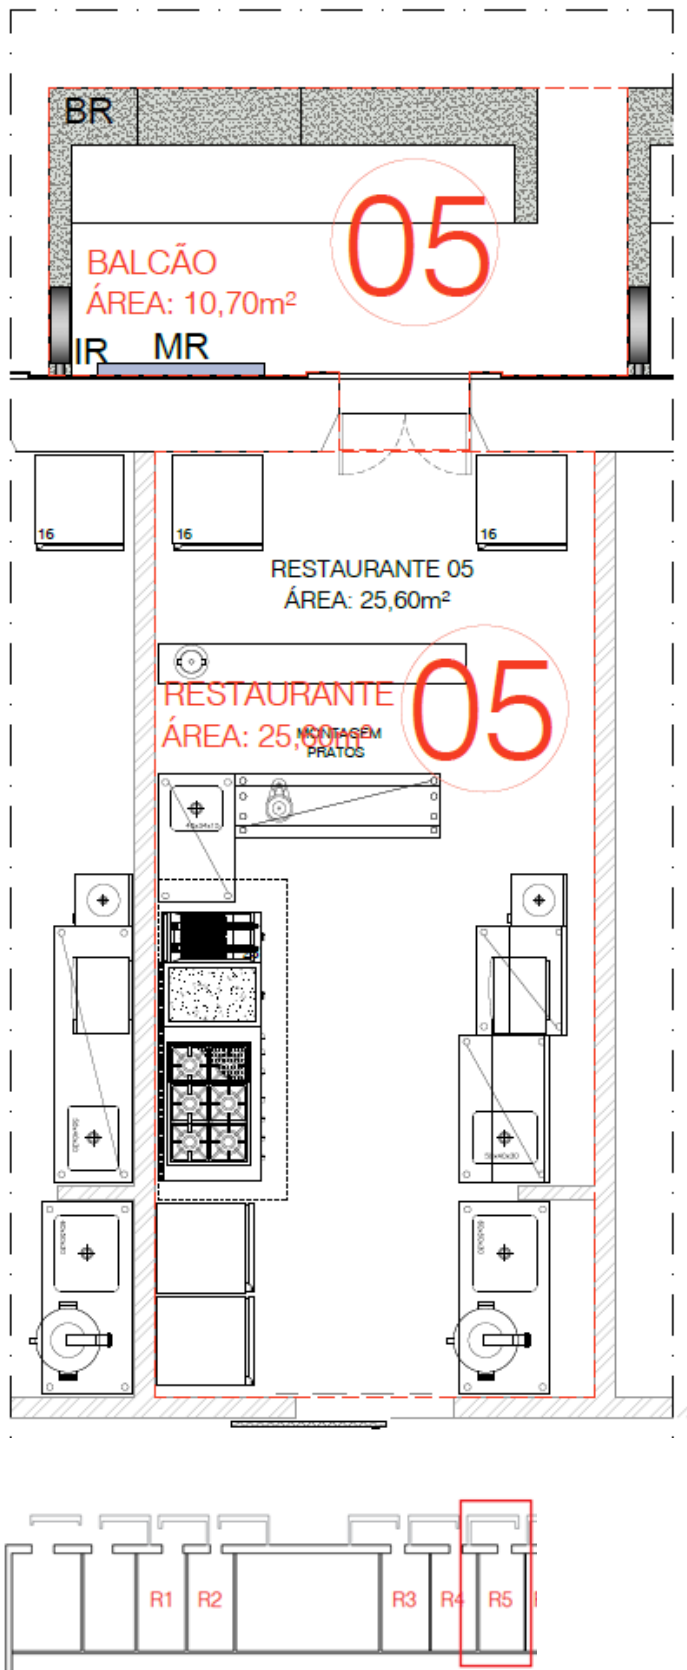 BR
05
BALCÃO
ÁREA: 10,70m²
IR
MR
16
16
16
RESTAURANTE 05
ÁREA: 25,60m²
05
RESTAURANTE
ÁREA: 25,60m²
MONTAGEM
PRATOS
R1
R2
R3
R4
R5